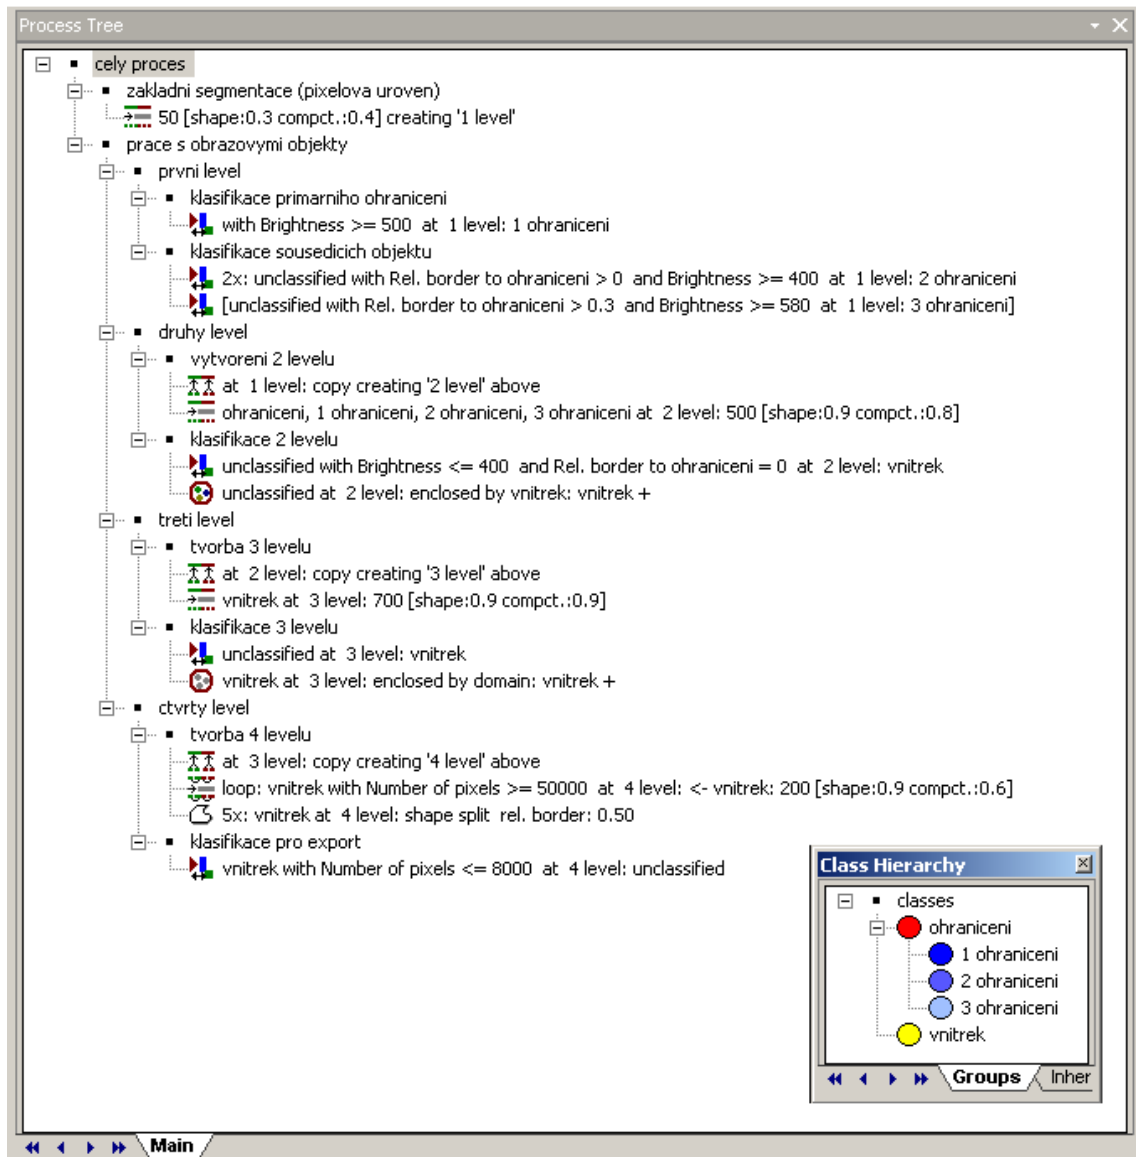 Process Tree
cely proces
zakladni segmentace (pixelova uroven)
50 [shape:0.3 compct.:0.4] creating '1 level'
prace s obrazovymi objekty
prvni level
klasifikace primarniho ohraniceni
with Brightness >= 500 at 1 level: 1 ohraniceni
klasifikace sousedicich objektu
2x: unclassified with Rel. border to ohraniceni > 0 and Brightness >= 400 at 1 level: 2 ohraniceni
[unclassified with Rel. border to ohraniceni > 0.3 and Brightness >= 580 at 1 level: 3 ohraniceni]
druhy level
vytvoreni 2 levelu
at 1 level: copy creating '2 level' above
ohraniceni, 1 ohraniceni, 2 ohraniceni, 3 ohraniceni at 2 level: 500 [shape:0.9 compct.:0.8]
klasifikace 2 levelu
unclassified with Brightness <= 400 and Rel. border to ohraniceni = 0 at 2 level: vnitrek
unclassified at 2 level: enclosed by vnitrek: vnitrek +
treti level
tvorba 3 levelu
at 2 level: copy creating '3 level' above
vnitrek at 3 level: 700 [shape:0.9 compct.:0.9]
klasifikace 3 levelu
unclassified at 3 level: vnitrek
vnitrek at 3 level: enclosed by domain: vnitrek +
ctvrty level
tvorba 4 levelu
at 3 level: copy creating '4 level' above
loop: vnitrek with Number of pixels >= 50000 at 4 level: <- vnitrek: 200 [shape:0.9 compct.:0.6]
5x: vnitrek at 4 level: shape split rel. border: 0.50
klasifikace pro export
vnitrek with Number of pixels <= 8000 at 4 level: unclassified
Class Hierarchy
classes
ohraniceni
1 ohraniceni
2 ohraniceni
3 ohraniceni
vnitrek
Groups
Inher
Main